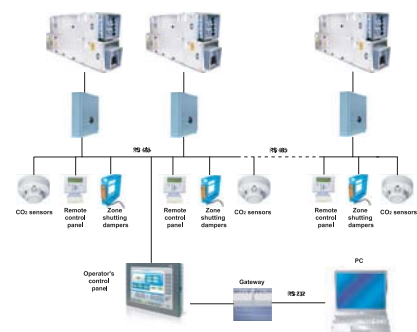 RS 485
RS 485
CO2 sensors
Remote control panel
Zone shutting dampers
Remote control panel
Zone shutting dampers
CO2 sensors
Remote control panel
Zone shutting dampers
CO2 sensors
Operator's control panel
Gateway
RS-232
PC